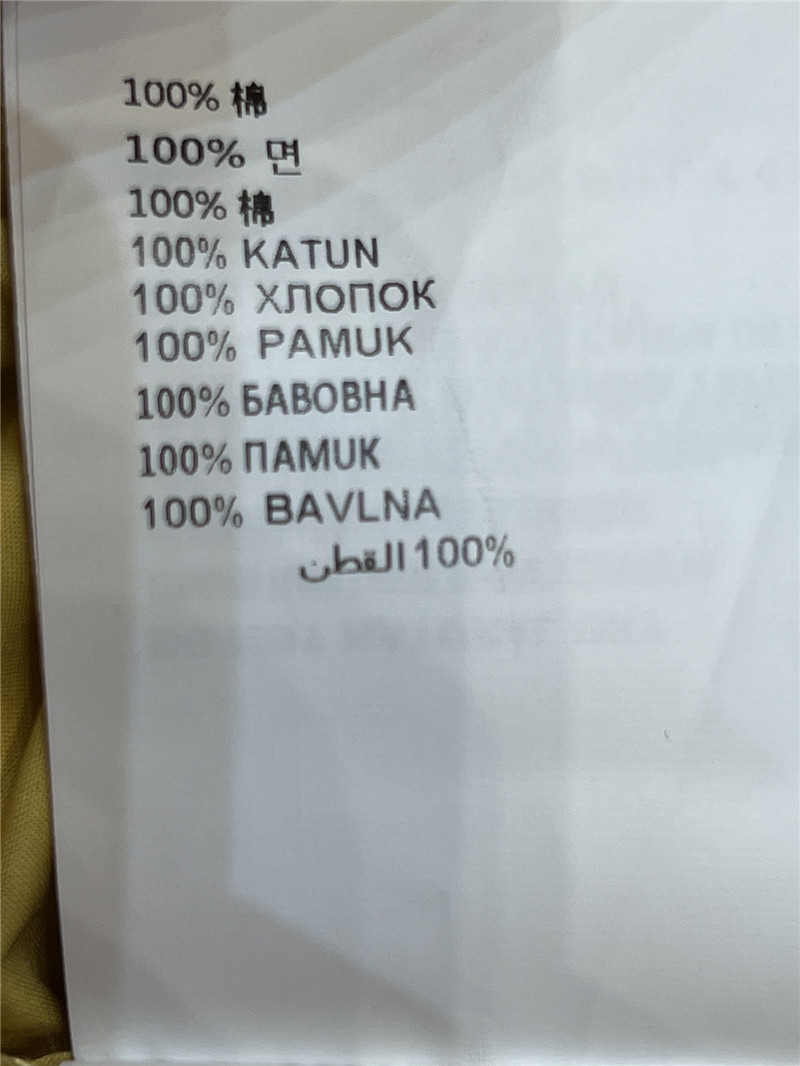 100% 棉
100% 면
100% 棉
100% KATUN
100% ХЛОПОК
100% PAMUK
100% БАВОВНА
100% ПАМUК
100% BAVLNA
100% القطن